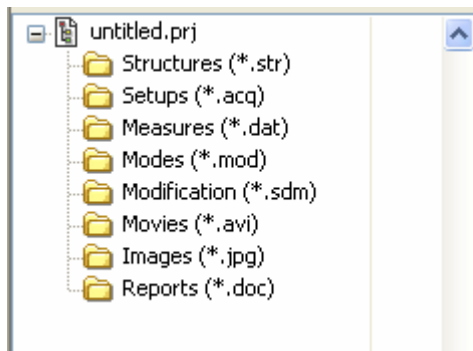 untitled.prj
Structures (*.str)
Setups (*.acq)
Measures (*.dat)
Modes (*.mod)
Modification (*.sdm)
Movies (*.avi)
Images (*.jpg)
Reports (*.doc)